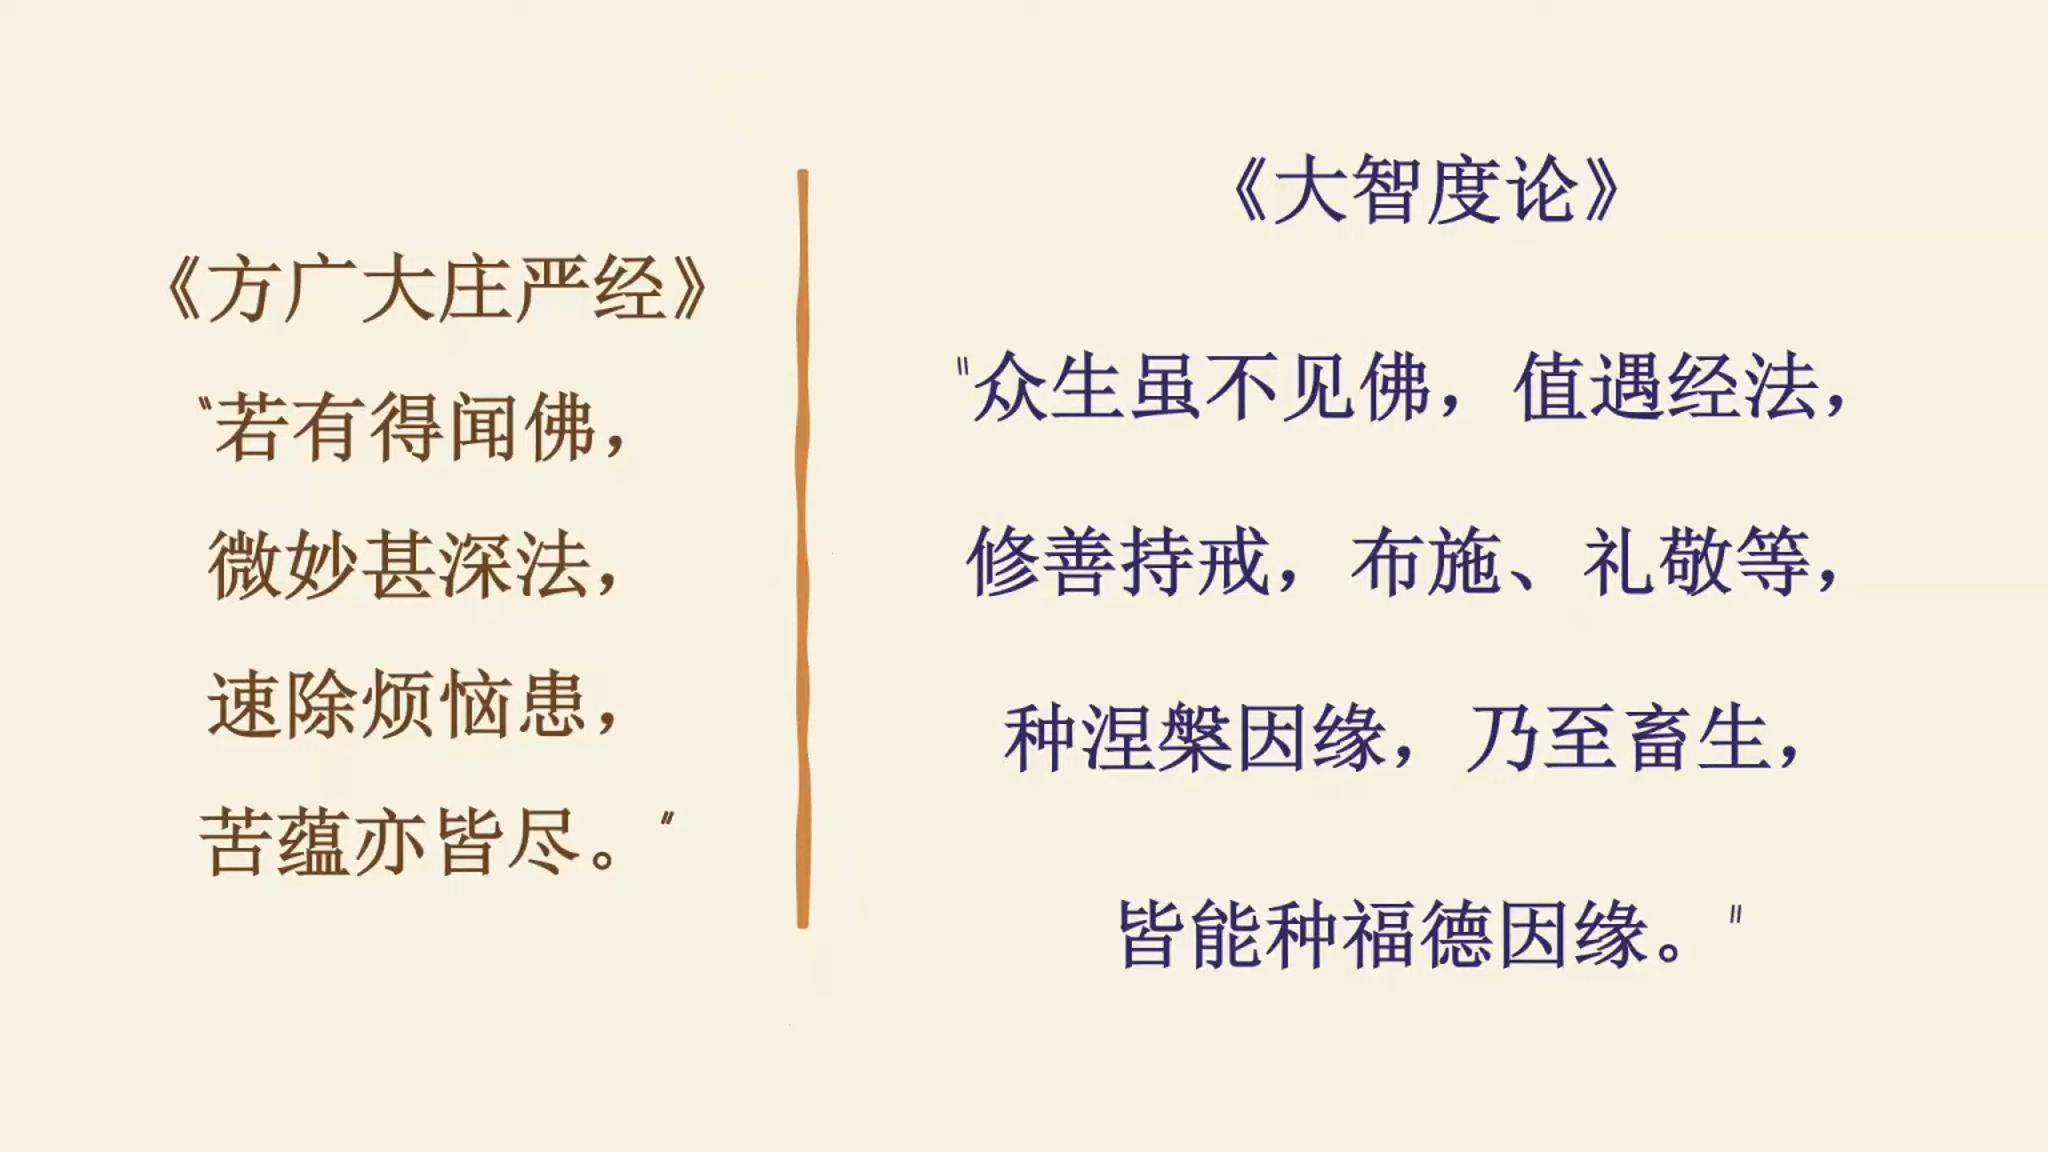 《方广大庄严经》
“若有得闻佛，
微妙甚深法，
速除烦恼患，
苦蕴亦皆尽。”
《大智度论》
"众生虽不见佛，值遇经法，
修善持戒，布施、礼敬等，
种涅槃因缘，乃至畜生，
皆能种福德因缘。"